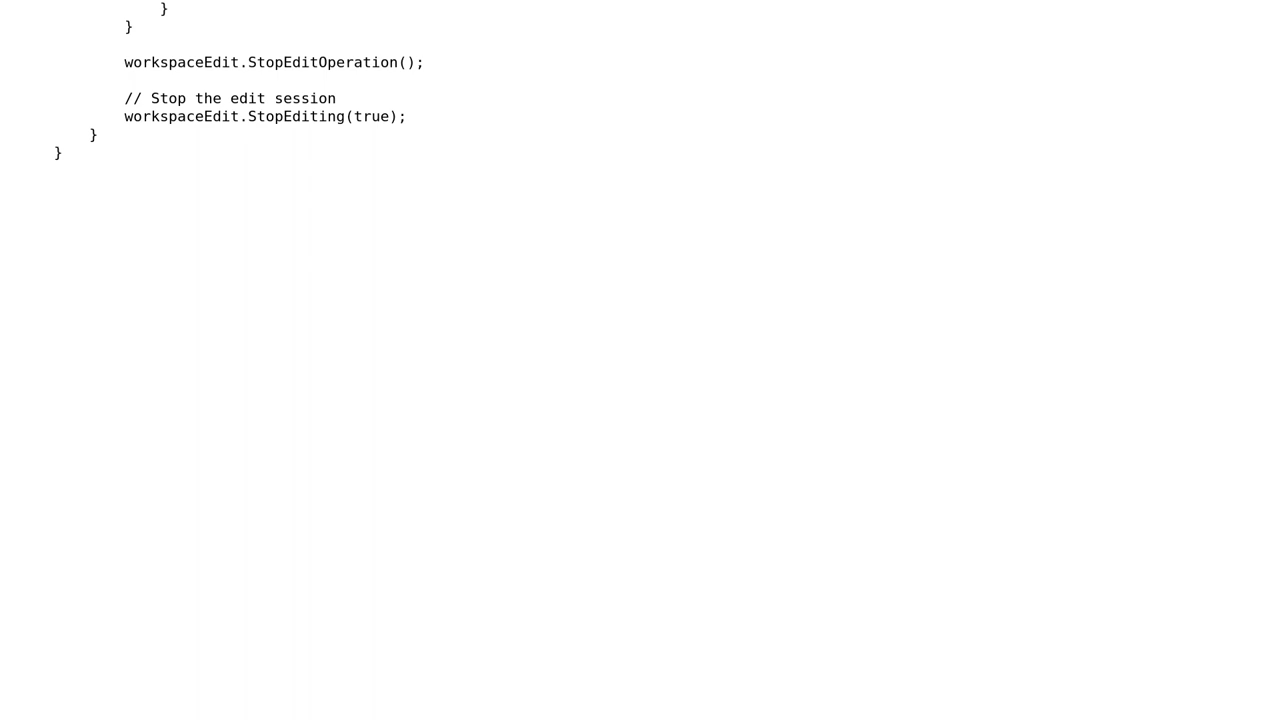 }
}
workspaceEdit.StopEditOperation();
// Stop the edit session
workspaceEdit.StopEditing(true);
}
}